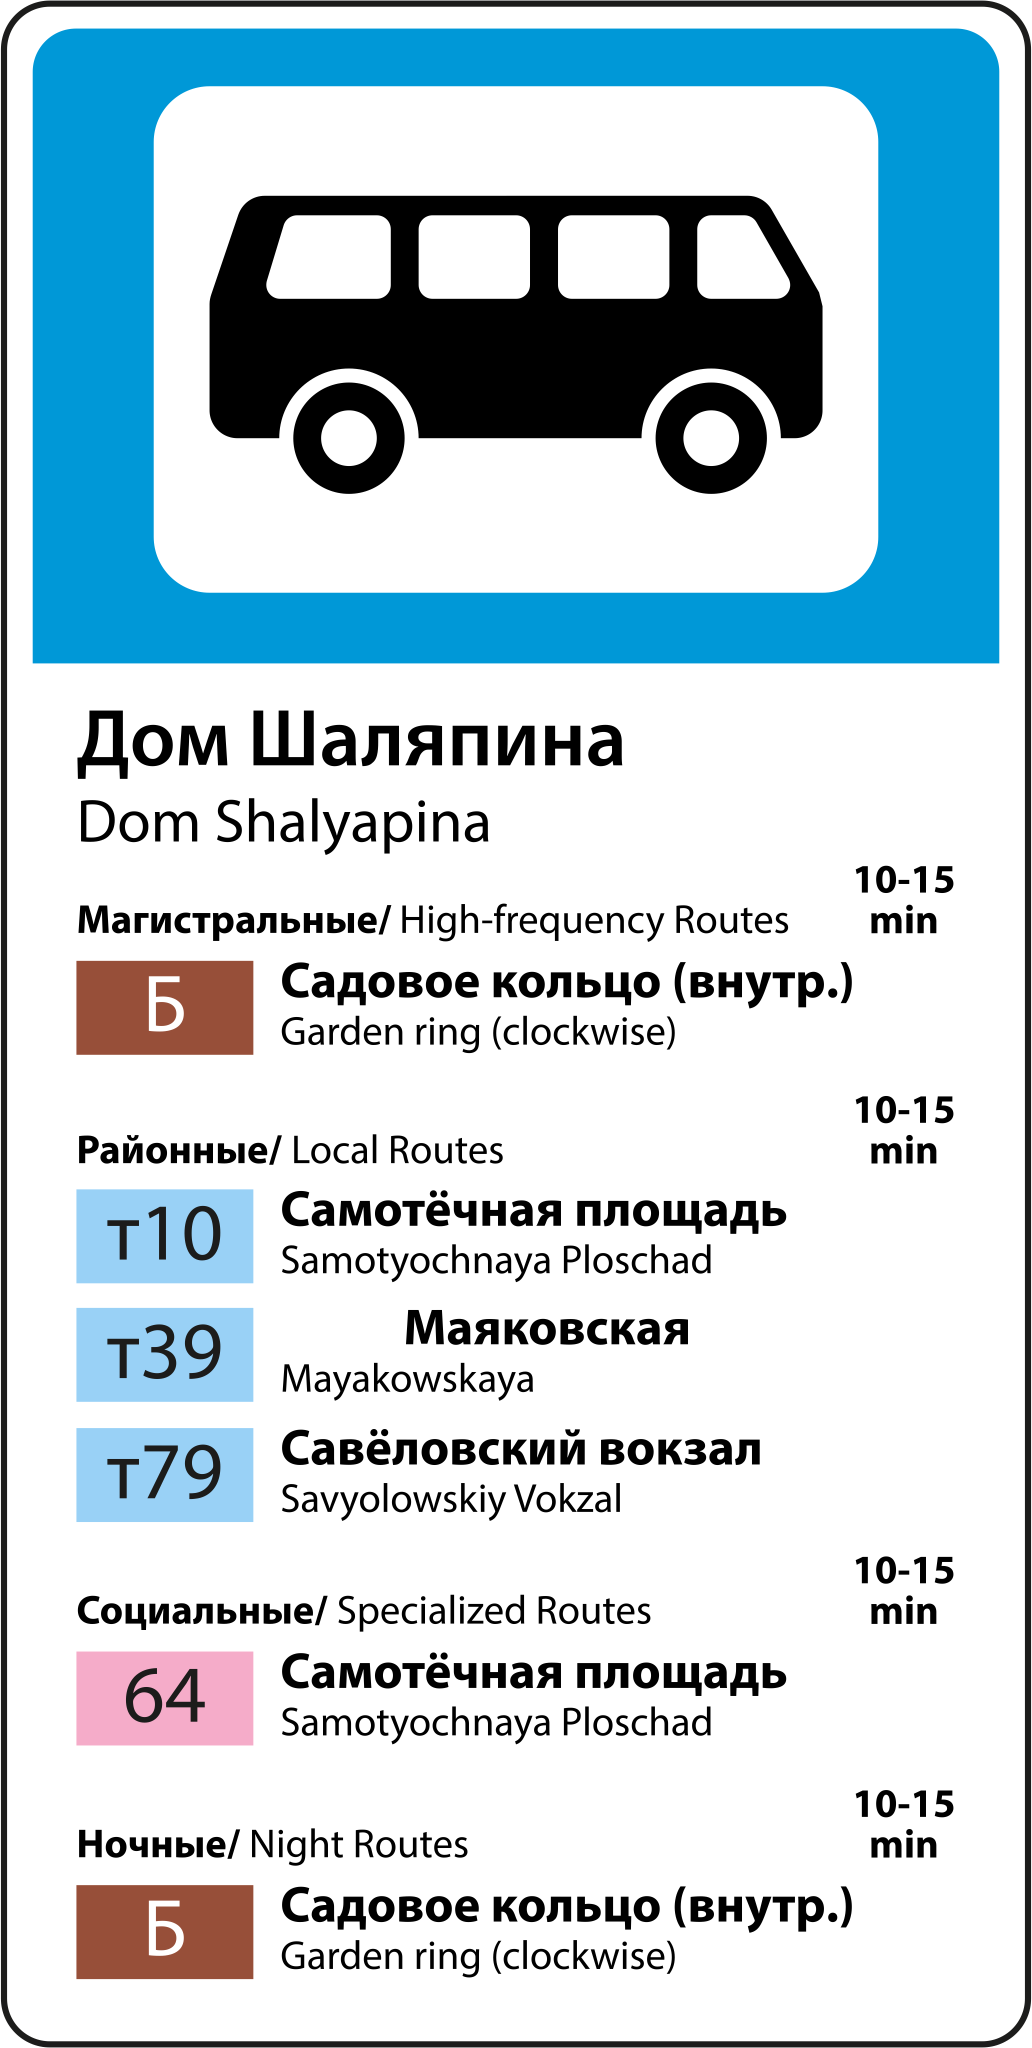 Дом Шаляпина
Dom Shalyapina
10-15
Магистральные/ High-frequency Routes min
Б Садовое кольцо (внутр.)
Garden ring (clockwise)
10-15
Районные/ Local Routes min
т10 Самотёчная площадь
Samotyochnaya Ploschad
т39 Маяковская
Mayakowskaya
т79 Савёловский вокзал
Savyolowskiy Vokzal
10-15
Социальные/ Specialized Routes min
64 Самотёчная площадь
Samotyochnaya Ploschad
10-15
Ночные/ Night Routes min
Б Садовое кольцо (внутр.)
Garden ring (clockwise)